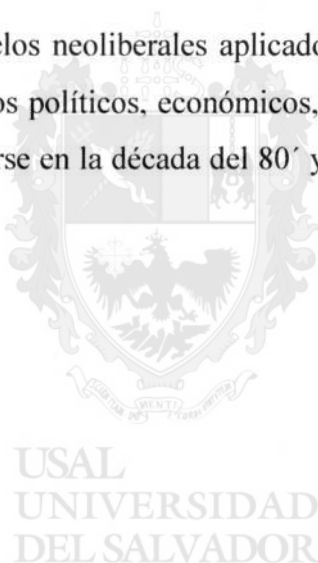 elos neoliberales aplicado
os políticos, económicos,
rse en la década del 80´ y
USAL
UNIVERSIDAD
DEL SALVADOR